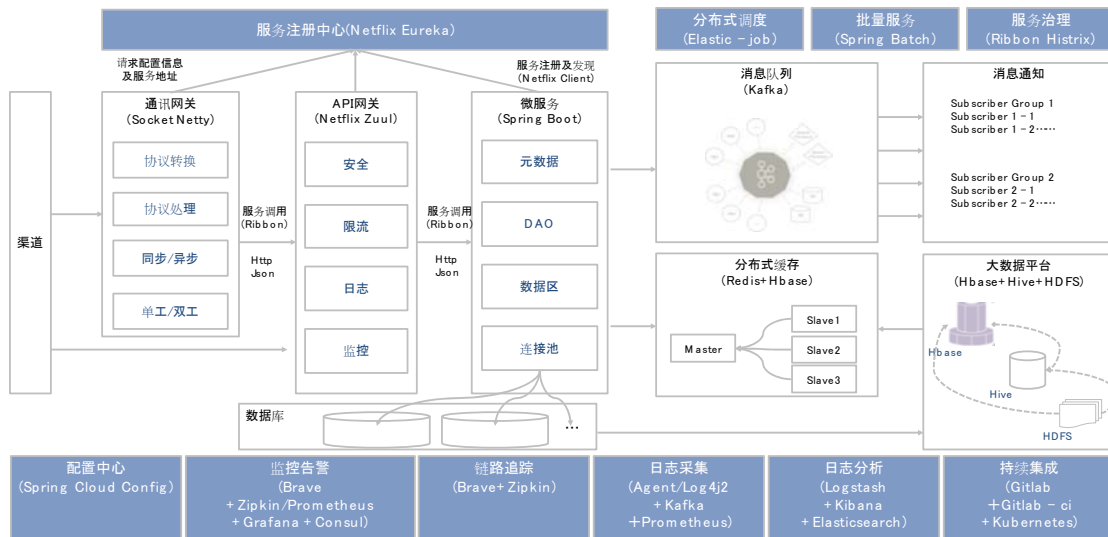 服务注册中心(Netflix Eureka)
分布式调度
(Elastic – job)
批量服务
(Spring Batch)
服务治理
(Ribbon Histrix)
请求配置信息
及服务地址
服务注册及发现
(Netflix Client)
渠道
通讯网关
(Socket Netty)
协议转换
协议处理
同步/异步
单工/双工
服务调用
(Ribbon)
Http
Json
API网关
(Netflix Zuul)
安全
限流
日志
监控
服务调用
(Ribbon)
Http
Json
微服务
(Spring Boot)
元数据
DAO
数据区
连接池
消息队列
(Kafka)
消息通知
Subscriber Group 1
Subscriber 1 – 1
Subscriber 1 – 2……
Subscriber Group 2
Subscriber 2 – 1
Subscriber 2 – 2……
分布式缓存
(Redis+Hbase)
Master
Slave1
Slave2
Slave3
大数据平台
(Hbase+Hive+HDFS)
Hbase
Hive
HDFS
数据库
...
配置中心
(Spring Cloud Config)
监控告警
(Brave
+ Zipkin/Prometheus
+ Grafana + Consul)
链路追踪
(Brave+ Zipkin)
日志采集
(Agent/Log4j2
+ Kafka
+Prometheus)
日志分析
(Logstash
+ Kibana
+ Elasticsearch)
持续集成
(Gitlab
+Gitlab – ci
+ Kubernetes)